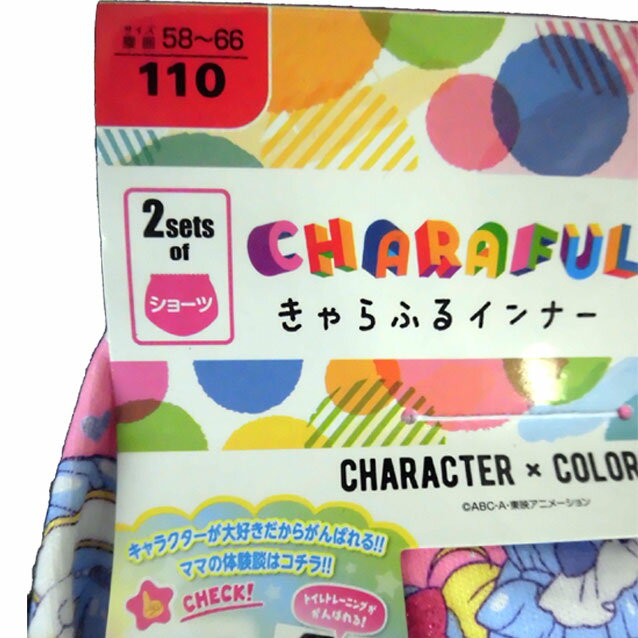 サイズ
腹囲 58～66
110
2sets
of
ショーツ
CHARAFUL
きゃらふるインナー
CHARACTER × COLOR
©ABC-A・東映アニメーション
キャラクターが大好きだからがんばれる!!
ママの体験談はコチラ!!
CHECK!
トイレトレーニングが
がんばれる!